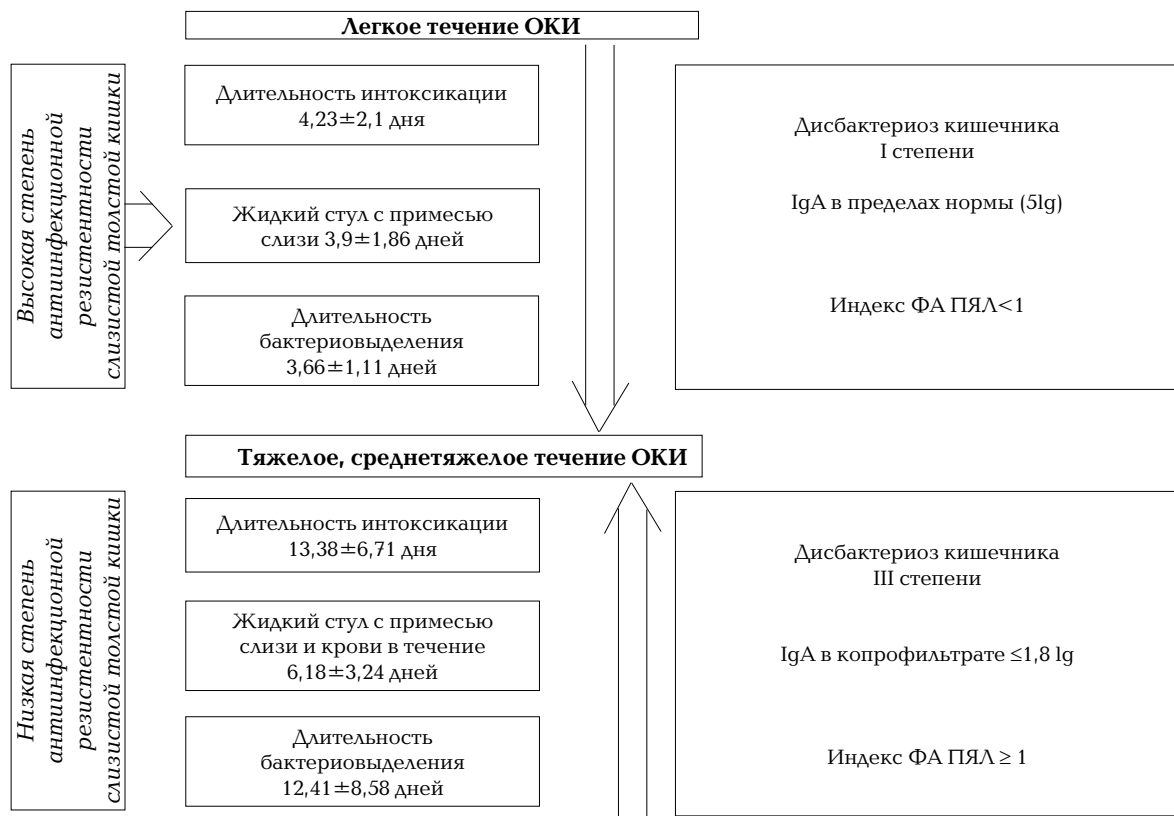 Легкое течение ОКИ
Высокая степень
антиинфекционной
резистентности
слизистой толстой кишки
Длительность интоксикации
4,23±2,1 дня
Жидкий стул с примесью
слизи 3,9±1,86 дней
Длительность
бактериовыделения
3,66±1,11 дней
Дисбактериоз кишечника
I степени
IgA в пределах нормы (5lg)
Индекс ФА ПЯЛ<1
Тяжелое, среднетяжелое течение ОКИ
Низкая степень
антиинфекционной
резистентности
слизистой толстой кишки
Длительность интоксикации
13,38±6,71 дня
Жидкий стул с примесью
слизи и крови в течение
6,18±3,24 дней
Длительность
бактериовыделения
12,41±8,58 дней
Дисбактериоз кишечника
III степени
IgA в копрофильтрате ≤1,8 lg
Индекс ФА ПЯЛ ≥ 1